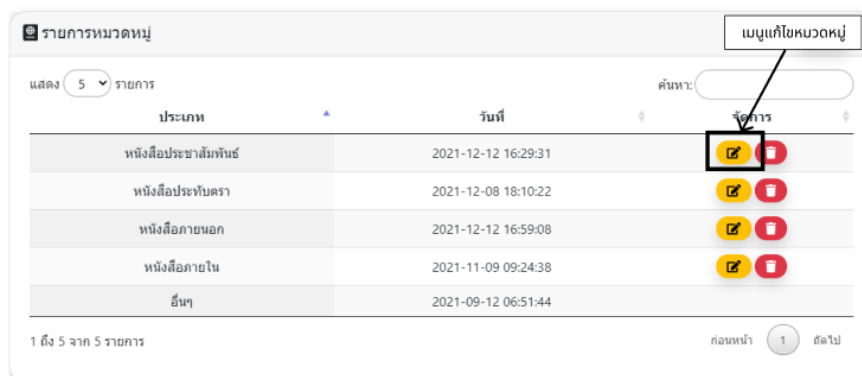 รายการหมวดหมู่
เมนูแก้ไขหมวดหมู่
แสดง 5 รายการ
ค้นหา:
ประเภท วันที่ จัดการ
หนังสือประชาสัมพันธ์ 2021-12-12 16:29:31
หนังสือประทับตรา 2021-12-08 18:10:22
หนังสือภายนอก 2021-12-12 16:59:08
หนังสือภายใน 2021-11-09 09:24:38
อื่นๆ 2021-09-12 06:51:44
1 ถึง 5 จาก 5 รายการ
ก่อนหน้า 1 ถัดไป